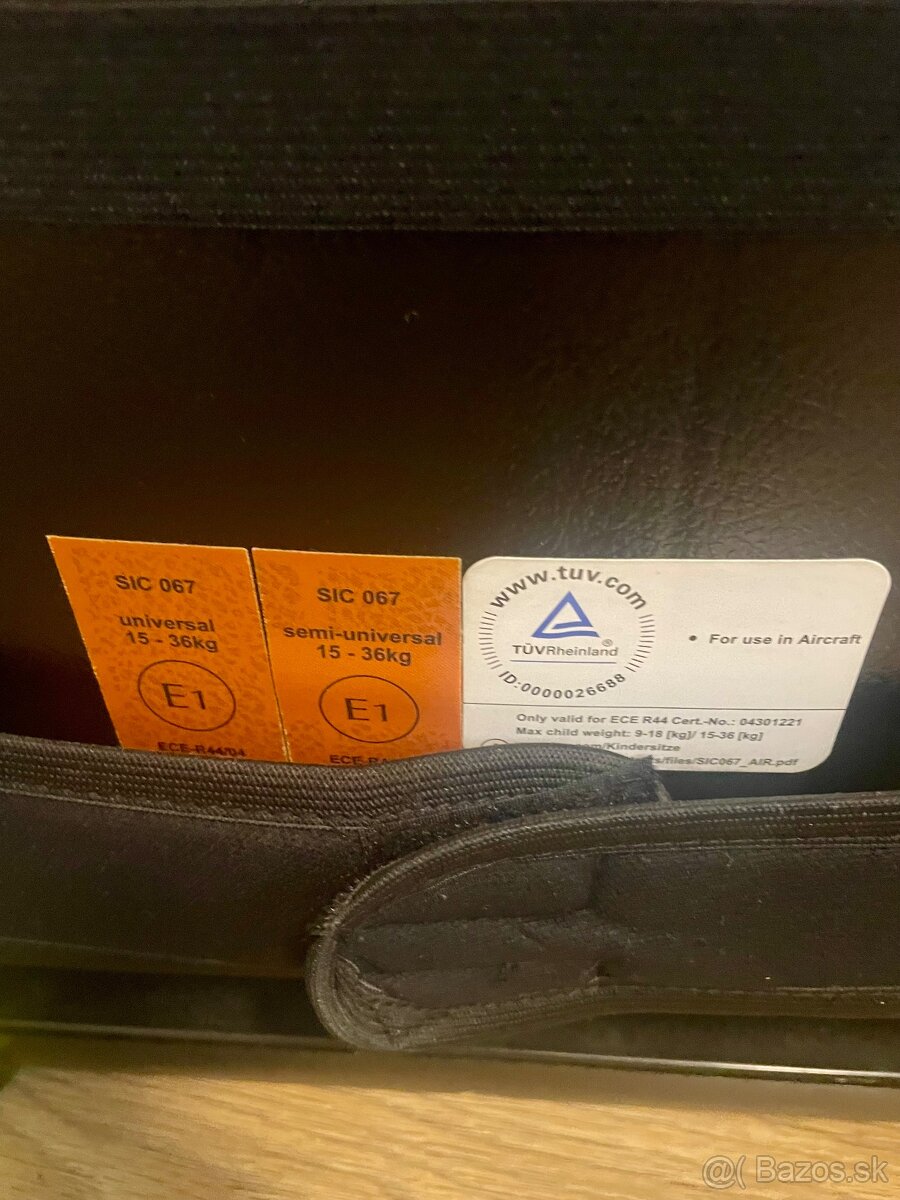 SIC 067
universal
15 - 36kg
E1
ECE-R44/04
SIC 067
semi-universal
15 - 36kg
E1
www.tuv.com
TÜVRheinland®
ID:0000026688
• For use in Aircraft
Only valid for ECE R44 Cert.-No.: 04301221
Max child weight: 9-18 [kg]/ 15-36 [kg]
/Kindersitze
/files/SIC067_AIR.pdf
@( Bazos.sk